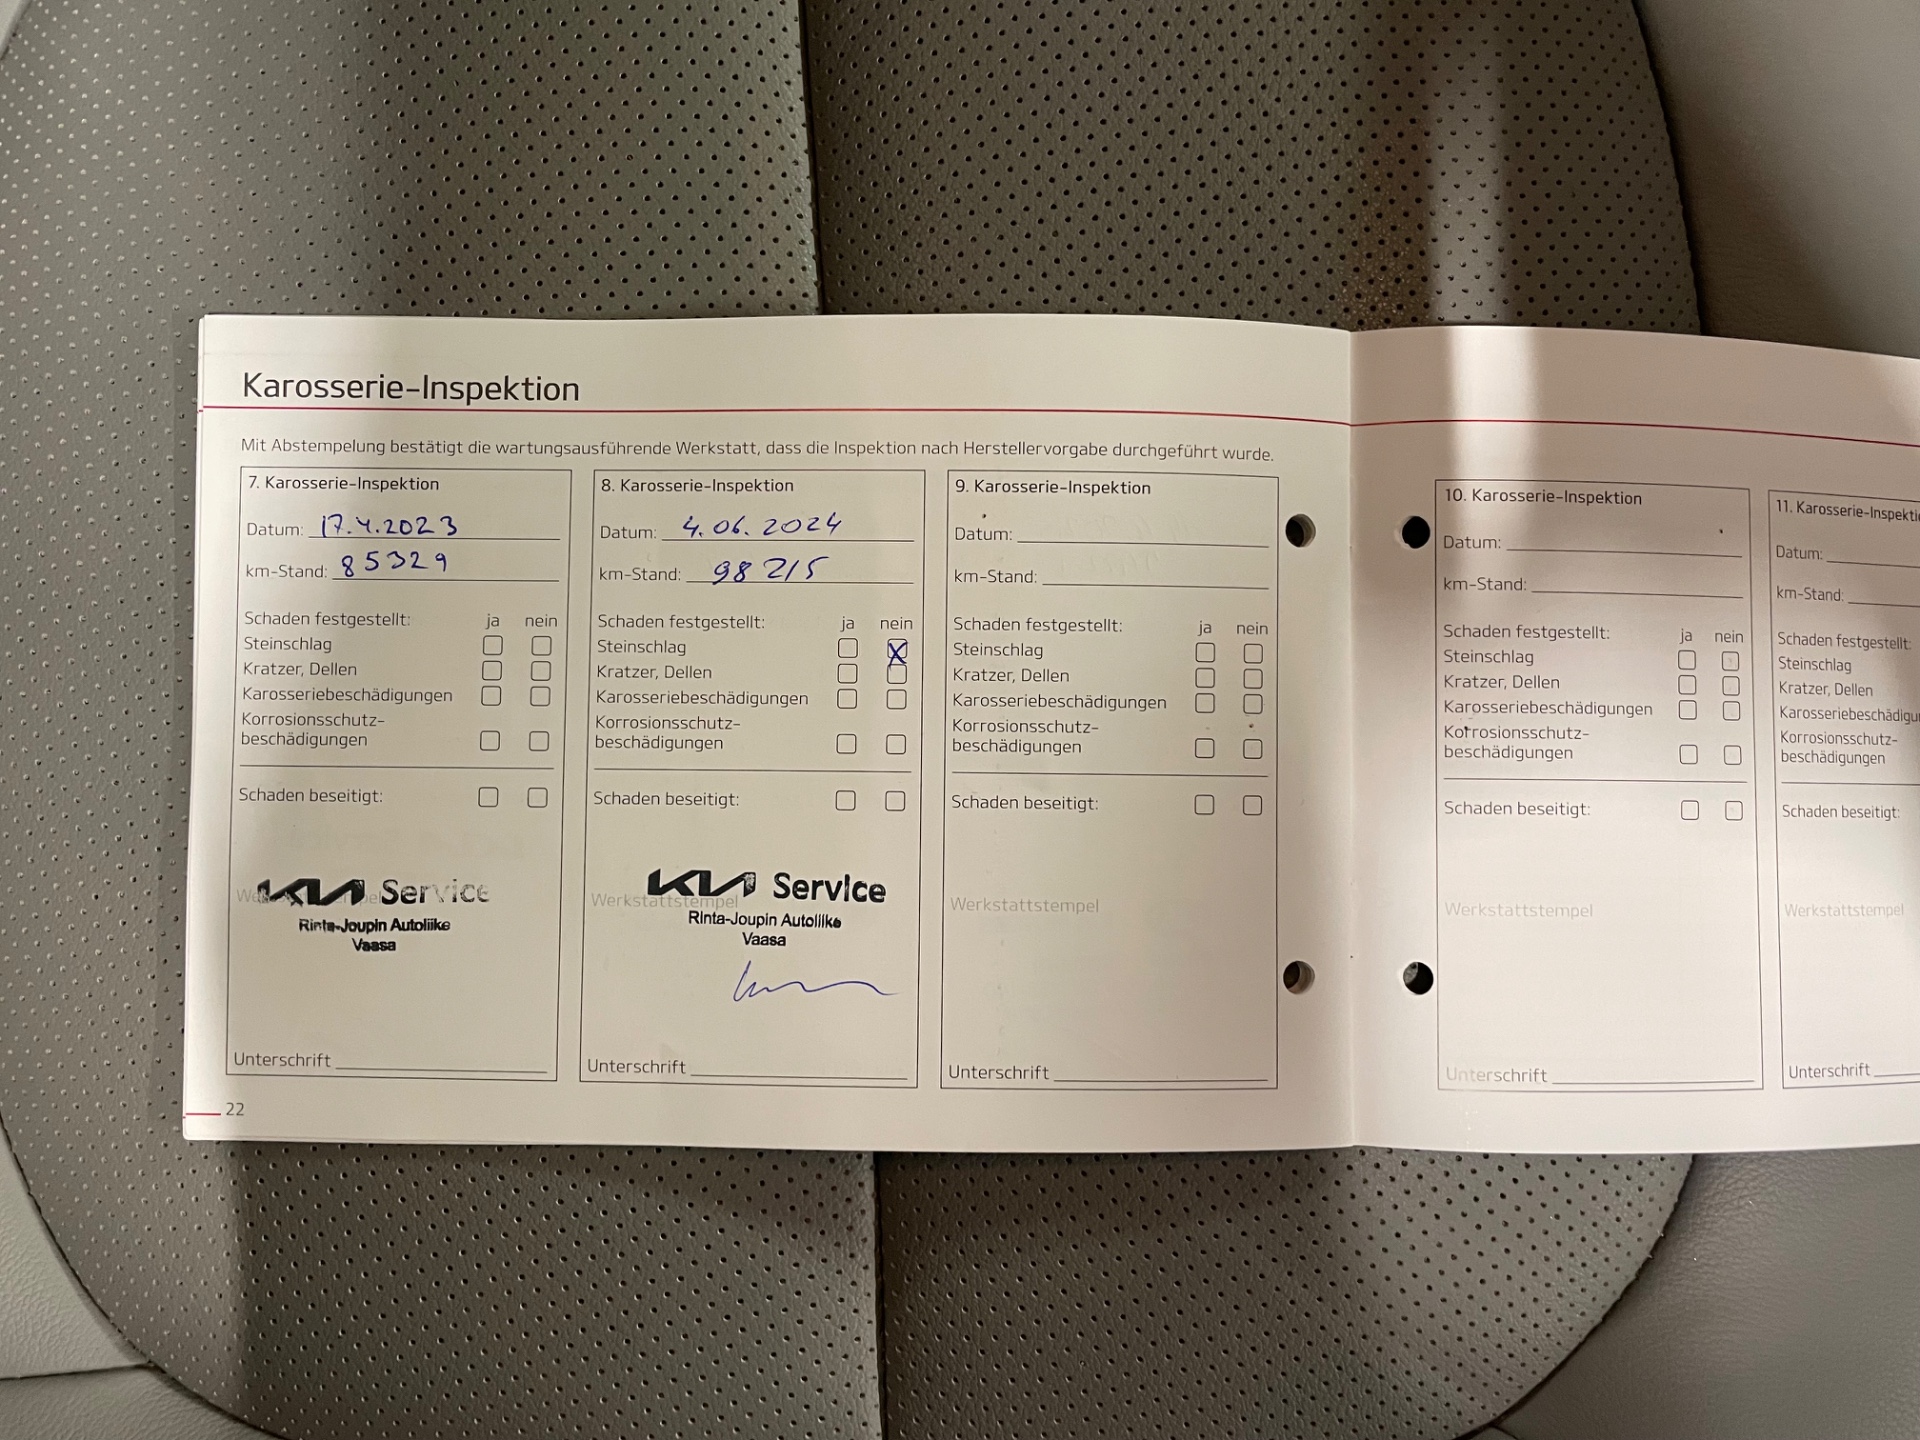 Karosserie-Inspektion
Mit Abstempelung bestätigt die wartungsausführende Werkstatt, dass die Inspektion nach Herstellervorgabe durchgeführt wurde.
7. Karosserie-Inspektion
Datum: 17.4.2023
km-Stand: 85329
Schaden festgestellt: ja nein
Steinschlag
Kratzer, Dellen
Karosseriebeschädigungen
Korrosionsschutz-
beschädigungen
Schaden beseitigt:
KIA Service
Rinta-Joupin Autoliike
Vaasa
Unterschrift
8. Karosserie-Inspektion
Datum: 4.06.2024
km-Stand: 98215
Schaden festgestellt: ja nein
Steinschlag X
Kratzer, Dellen
Karosseriebeschädigungen
Korrosionsschutz-
beschädigungen
Schaden beseitigt:
Werkstattstempel
KIA Service
Rinta-Joupin Autoliike
Vaasa
Unterschrift
9. Karosserie-Inspektion
Datum:
km-Stand:
Schaden festgestellt: ja nein
Steinschlag
Kratzer, Dellen
Karosseriebeschädigungen
Korrosionsschutz-
beschädigungen
Schaden beseitigt:
Werkstattstempel
Unterschrift
22
10. Karosserie-Inspektion
Datum:
km-Stand:
Schaden festgestellt: ja nein
Steinschlag
Kratzer, Dellen
Karosseriebeschädigungen
Korrosionsschutz-
beschädigungen
Schaden beseitigt:
Werkstattstempel
Unterschrift
11. Karosserie-Inspekti
Datum:
km-Stand:
Schaden festgestellt:
Steinschlag
Kratzer, Dellen
Karosseriebeschädigu
Korrosionsschutz-
beschädigungen
Schaden beseitigt:
Werkstattstempel
Unterschrift